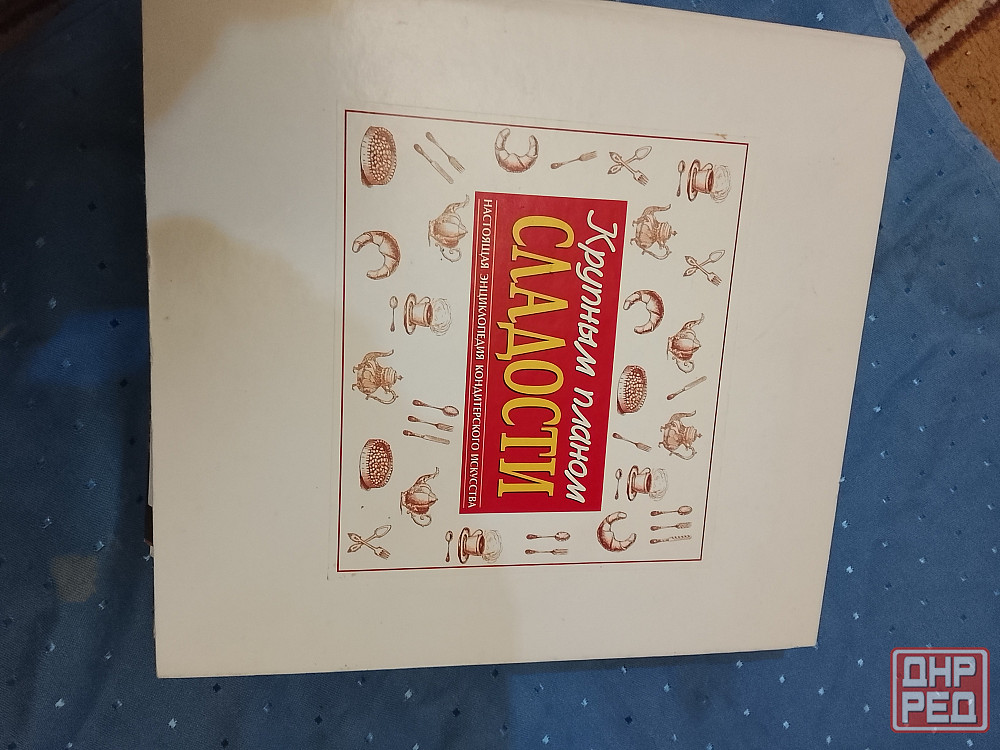 Крупным планом
СЛАДОСТИ
НАСТОЯЩАЯ ЭНЦИКЛОПЕДИЯ КОНДИТЕРСКОГО ИСКУССТВА
ДНР
РЕД